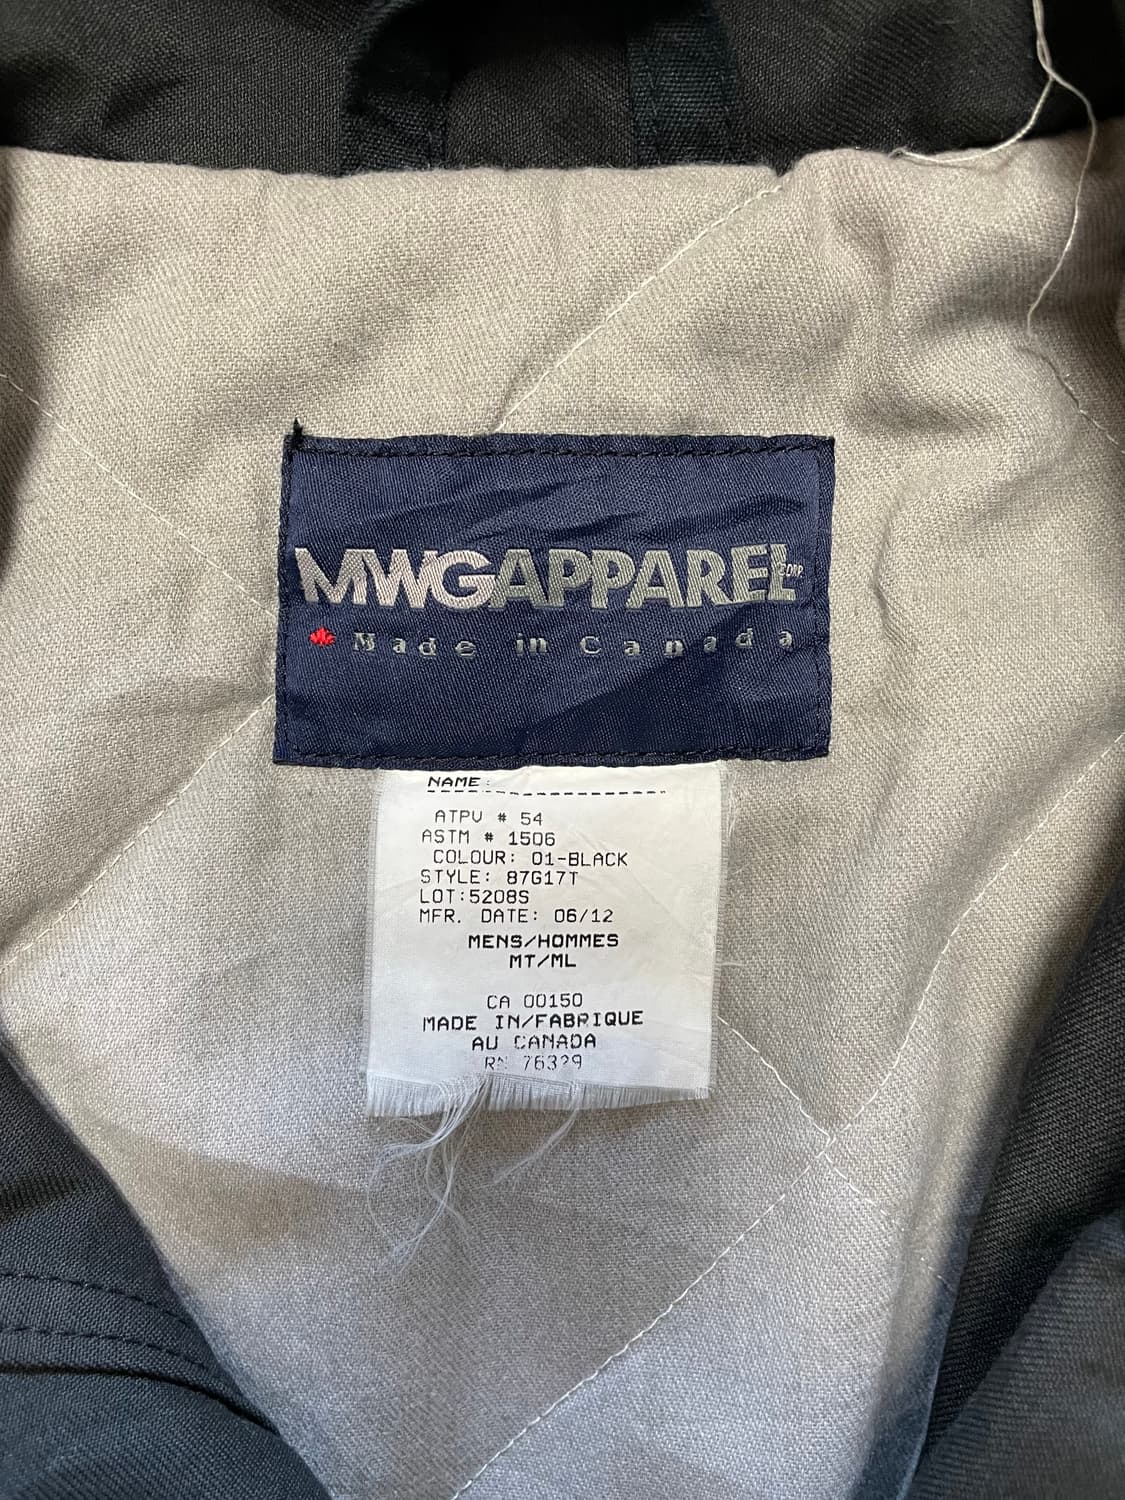 MWGAPPAREL CORP.
Made in Canada
NAME:
ATPV # 54
ASTM # 1506
COLOUR: 01-BLACK
STYLE: 87G17T
LOT:5208S
MFR. DATE: 06/12
MENS/HOMMES
MT/ML
CA 00150
MADE IN/FABRIQUE
AU CANADA
RN 76329